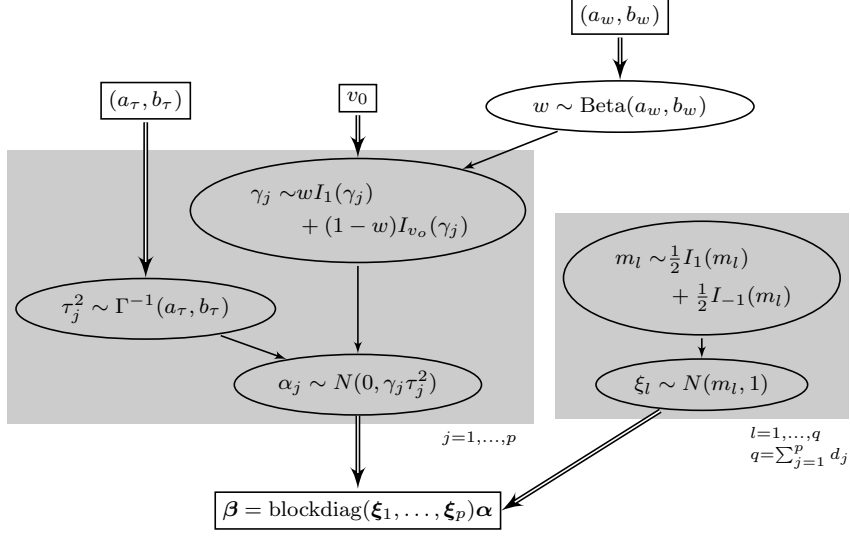 (a_w, b_w)
(a_τ, b_τ)
v_0
w ∼ Beta(a_w, b_w)
γ_j ∼wI_1(γ_j)
+ (1 − w)I_{v_o}(γ_j)
m_l ∼½I_1(m_l)
+ ½I_{−1}(m_l)
τ_j^2 ∼ Γ^{−1}(a_τ, b_τ)
α_j ∼ N(0, γ_jτ_j^2)
ξ_l ∼ N(m_l, 1)
j=1,...,p
l=1,...,q
q=∑_{j=1}^p d_j
β = blockdiag(ξ_1, . . . , ξ_p)α